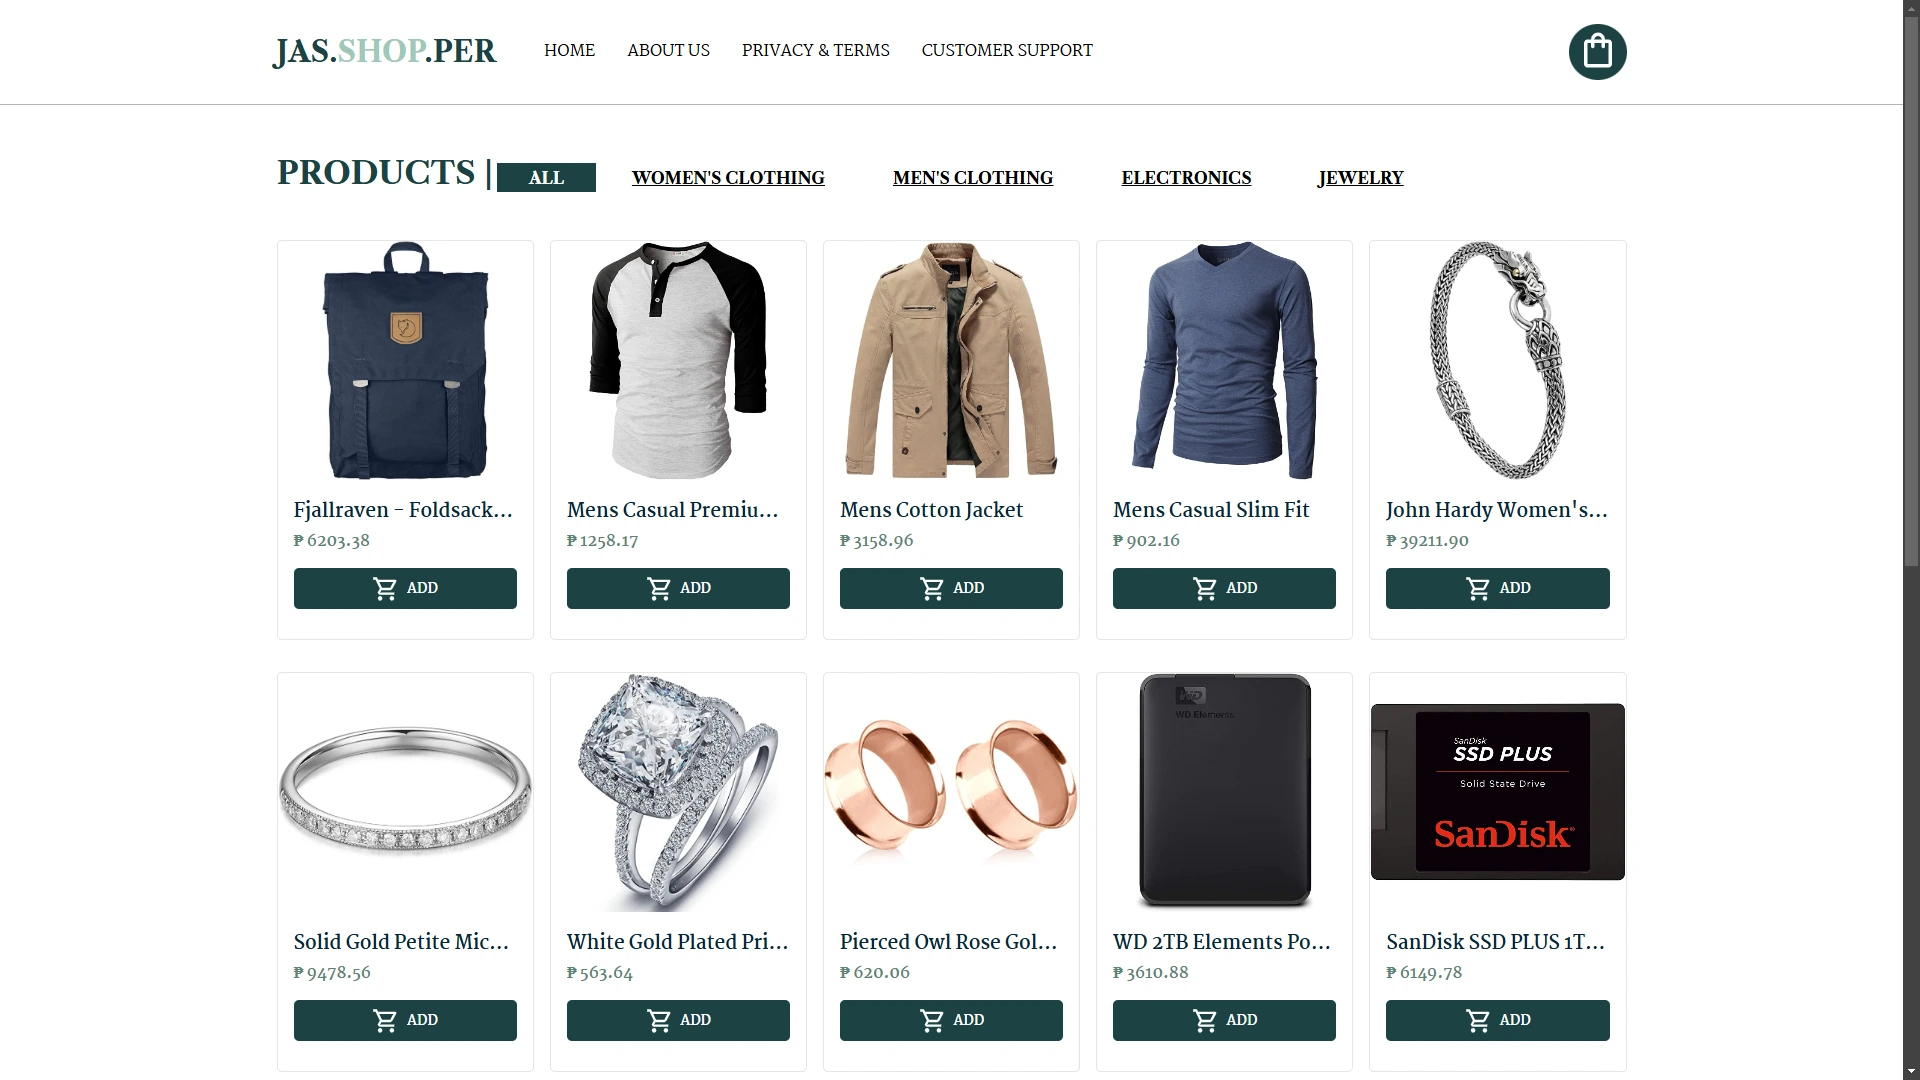 JAS.SHOP.PER
HOME
ABOUT US
PRIVACY & TERMS
CUSTOMER SUPPORT
PRODUCTS |
ALL
WOMEN'S CLOTHING
MEN'S CLOTHING
ELECTRONICS
JEWELRY
Fjallraven - Foldsack...
₱ 6203.38
ADD
Mens Casual Premiu...
₱ 1258.17
ADD
Mens Cotton Jacket
₱ 3158.96
ADD
Mens Casual Slim Fit
₱ 902.16
ADD
John Hardy Women's...
₱ 39211.90
ADD
Solid Gold Petite Mic...
₱ 9478.56
ADD
White Gold Plated Pri...
₱ 563.64
ADD
Pierced Owl Rose Gol...
₱ 620.06
ADD
WD
WD Elements
WD 2TB Elements Po...
₱ 3610.88
ADD
SanDisk
SSD PLUS
Solid State Drive
SanDisk
SanDisk SSD PLUS 1T...
₱ 6149.78
ADD